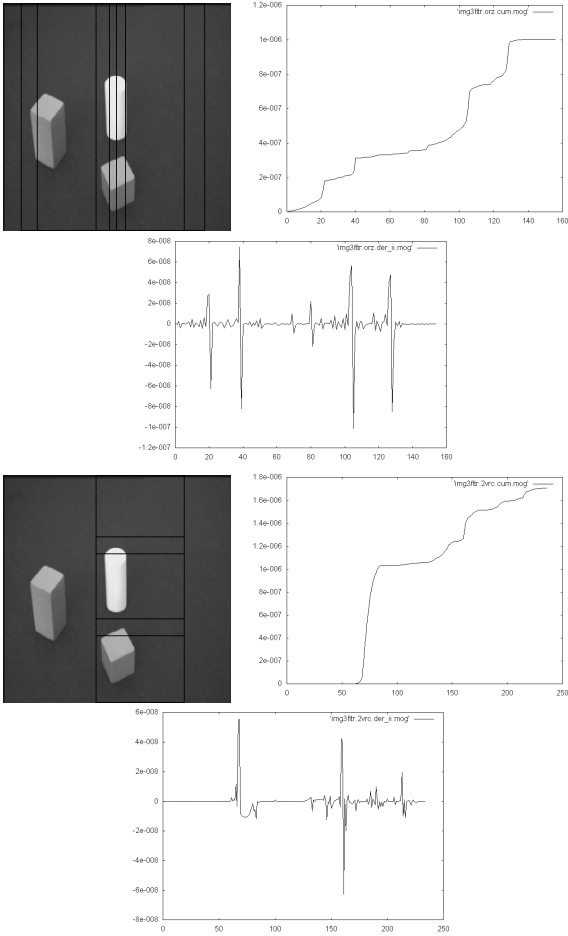 1.2e-006
'img3fltr.orz.cum.mog'
1e-006
8e-007
6e-007
4e-007
2e-007
0
0 20 40 60 80 100 120 140 160
8e-008
'img3fltr.orz.der_ii.mog'
6e-008
4e-008
2e-008
0
-2e-008
-4e-008
-6e-008
-8e-008
-1e-007
-1.2e-007
0 20 40 60 80 100 120 140 160
1.8e-006
'img3fltr.2vrc.cum.mog'
1.6e-006
1.4e-006
1.2e-006
1e-006
8e-007
6e-007
4e-007
2e-007
0
0 50 100 150 200 250
6e-008
'img3fltr.2vrc.der_ii.mog'
4e-008
2e-008
0
-2e-008
-4e-008
-6e-008
-8e-008
0 50 100 150 200 250